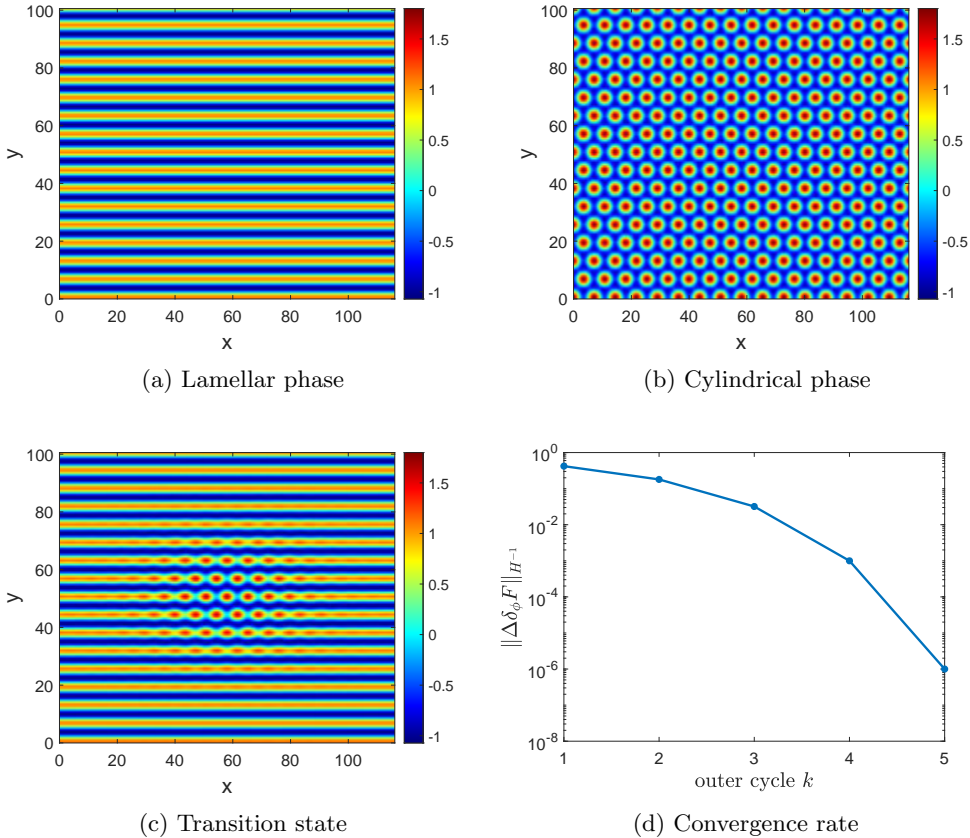 100
80
60
40
20
0
y
0 20 40 60 80 100
x
1.5
1
0.5
0
-0.5
-1
(a) Lamellar phase
100
80
60
40
20
0
y
0 20 40 60 80 100
x
1.5
1
0.5
0
-0.5
-1
(b) Cylindrical phase
100
80
60
40
20
0
y
0 20 40 60 80 100
x
1.5
1
0.5
0
-0.5
-1
(c) Transition state
10^0
10^-2
10^-4
10^-6
10^-8
||Δδ_ϕF||_{H^{-1}}
1 2 3 4 5
outer cycle k
(d) Convergence rate